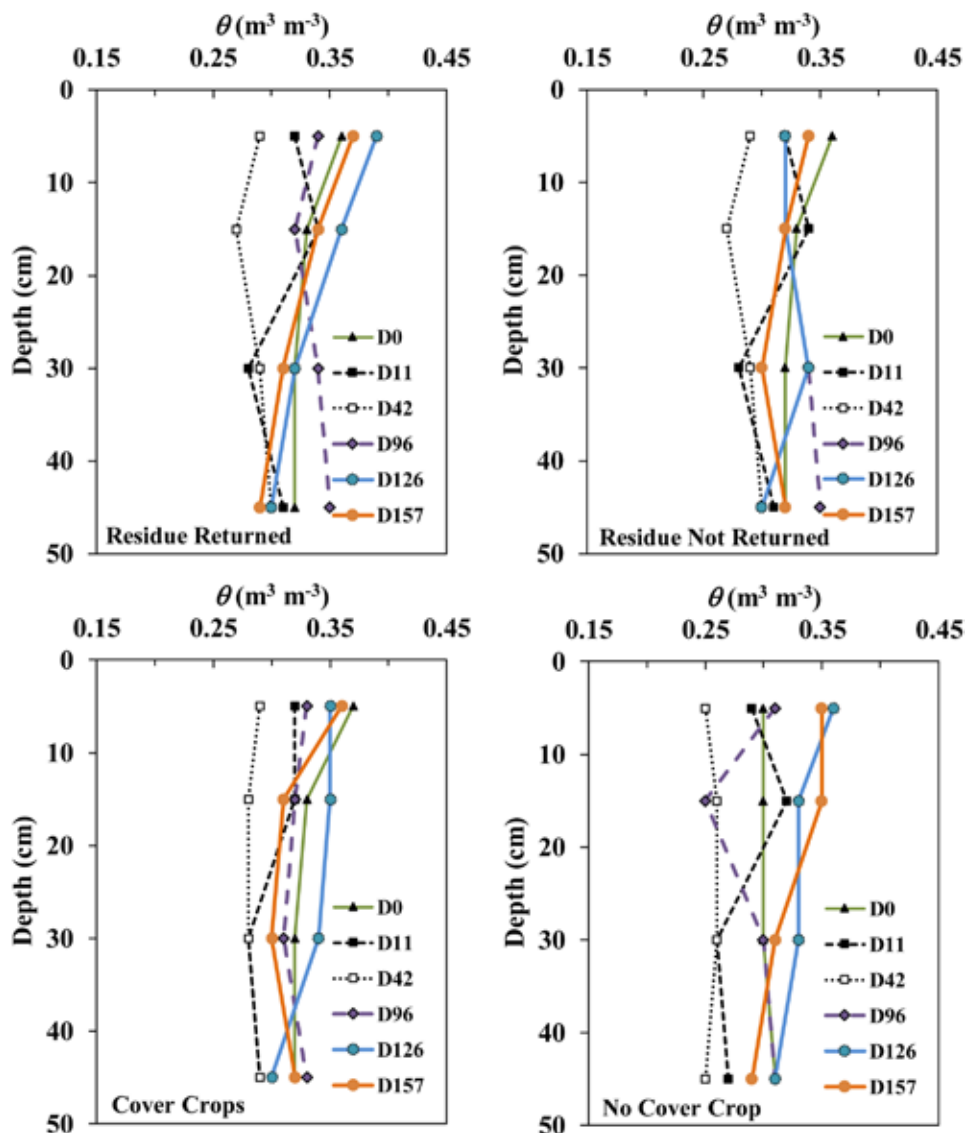 θ (m³ m⁻³)
0.15 0.25 0.35 0.45
0
10
20
30
40
50
Depth (cm)
D0
D11
D42
D96
D126
D157
Residue Returned
θ (m³ m⁻³)
0.15 0.25 0.35 0.45
0
10
20
30
40
50
Depth (cm)
D0
D11
D42
D96
D126
D157
Residue Not Returned
θ (m³ m⁻³)
0.15 0.25 0.35 0.45
0
10
20
30
40
50
Depth (cm)
D0
D11
D42
D96
D126
D157
Cover Crops
θ (m³ m⁻³)
0.15 0.25 0.35 0.45
0
10
20
30
40
50
Depth (cm)
D0
D11
D42
D96
D126
D157
No Cover Crop